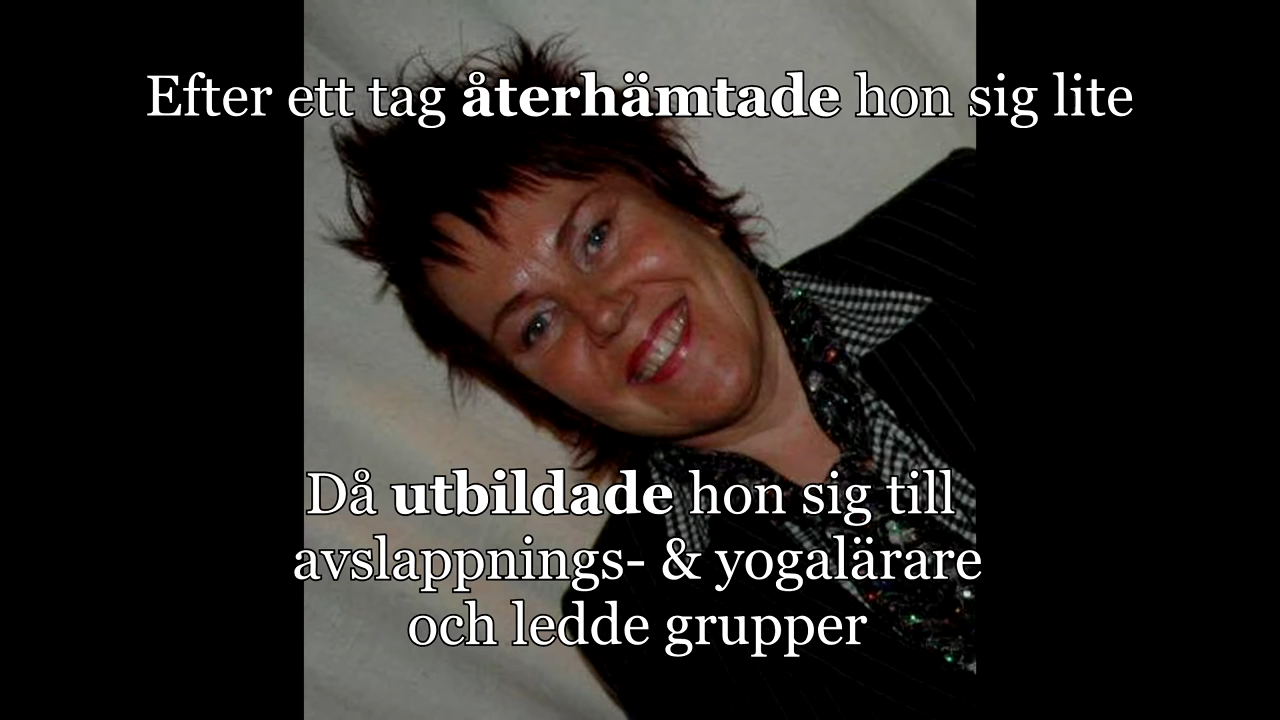 Efter ett tag återhämtade hon sig lite
Då utbildade hon sig till
avslappnings- & yogalärare
och ledde grupper